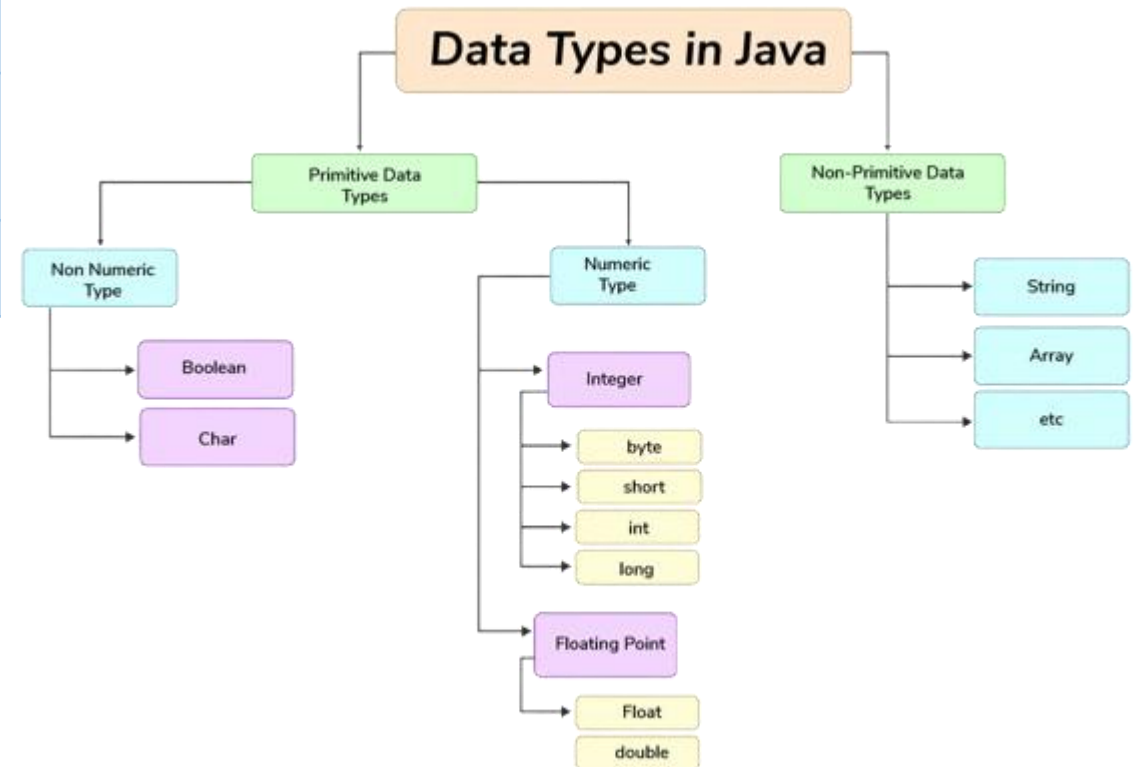 Data Types in Java
Primitive Data
Types
Non-Primitive Data
Types
Non Numeric
Type
Numeric
Type
String
Boolean
Integer
Array
Char
etc
byte
short
int
long
Floating Point
Float
double